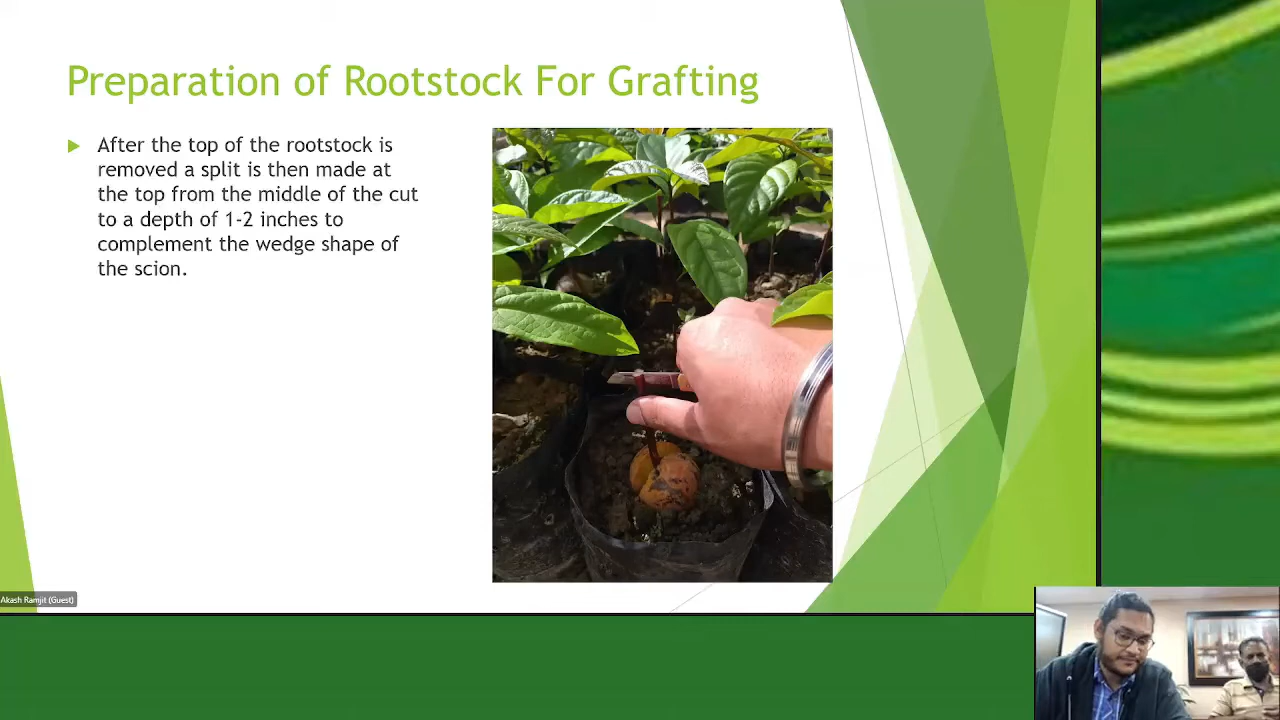 Preparation of Rootstock For Grafting
After the top of the rootstock is
removed a split is then made at
the top from the middle of the cut
to a depth of 1-2 inches to
complement the wedge shape of
the scion.
Akash Ramjit (Guest)